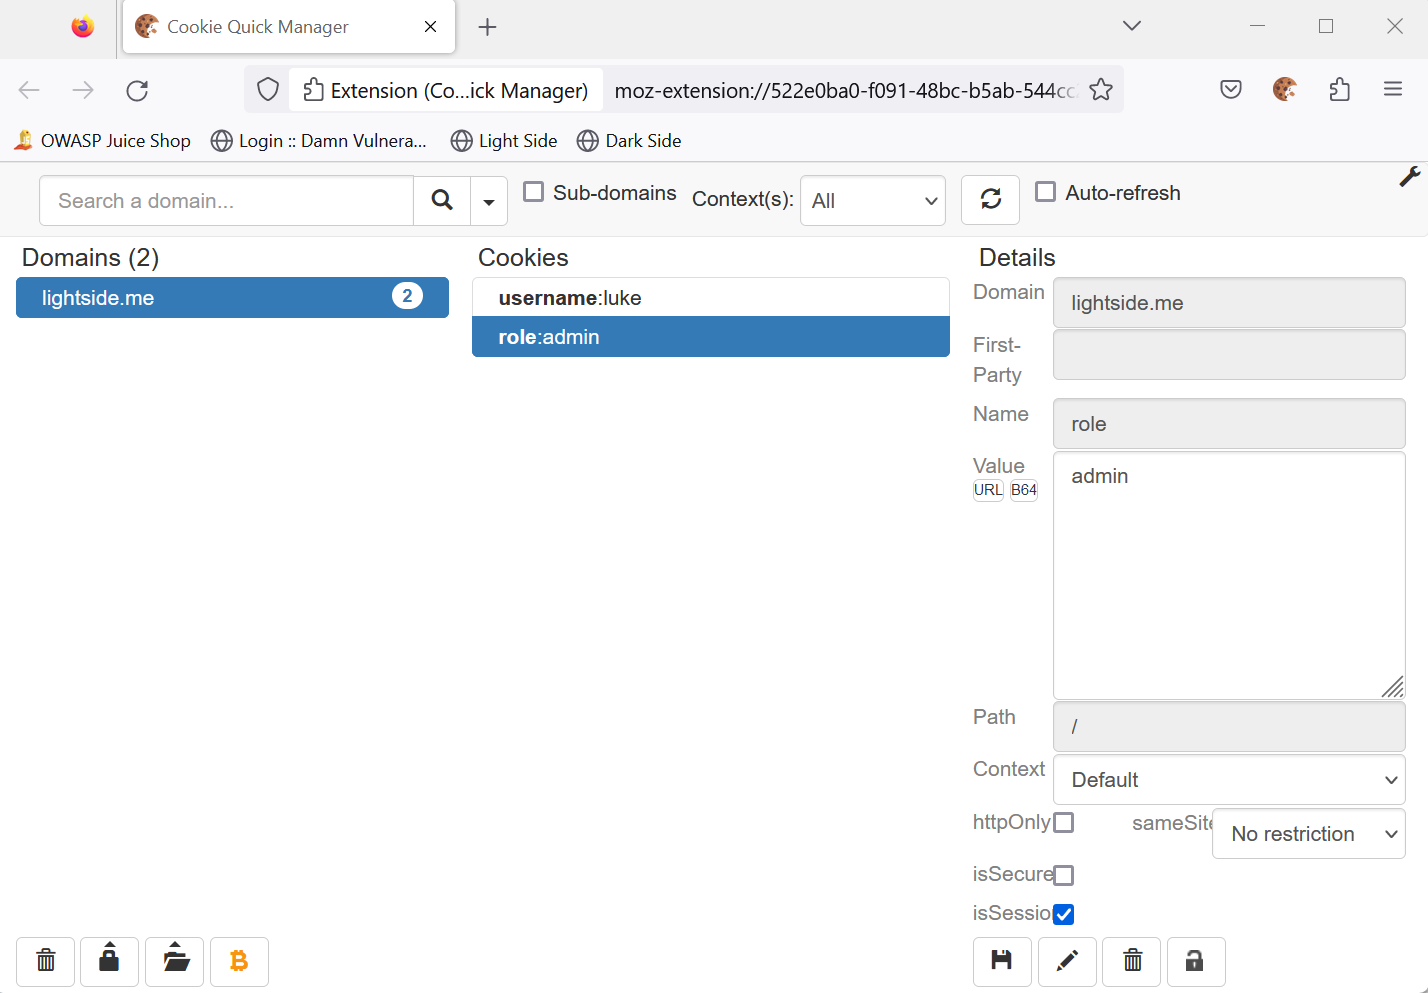 Cookie Quick Manager
Extension (Co...ick Manager) moz-extension://522e0ba0-f091-48bc-b5ab-544cc
OWASP Juice Shop Login :: Damn Vulnera... Light Side Dark Side
Search a domain... Sub-domains Context(s): All Auto-refresh
Domains (2) Cookies Details
lightside.me 2
username:luke
role:admin
Domain lightside.me
First-
Party
Name role
Value admin
URL B64
Path /
Context Default
httpOnly sameSite No restriction
isSecure
isSessio